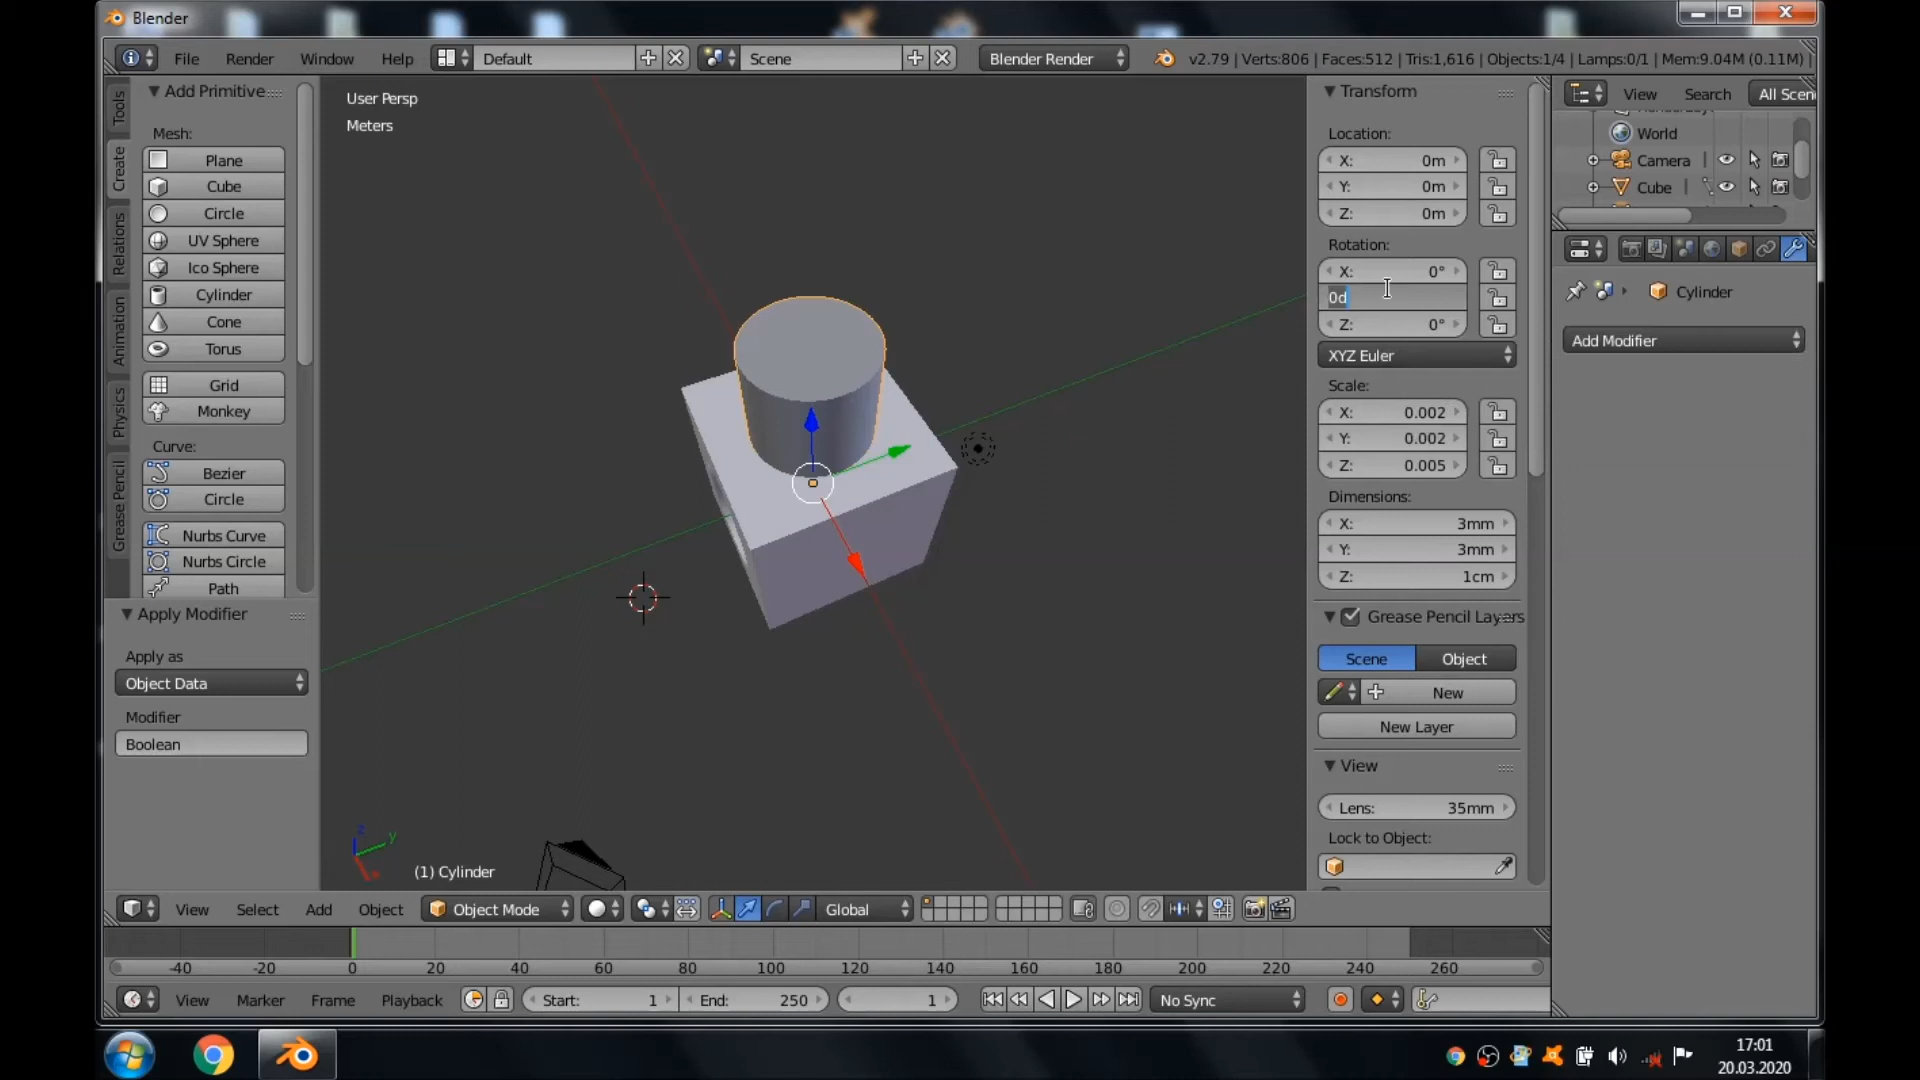 Blender
File Render Window Help Default Scene Blender Render v2.79 | Verts:806 | Faces:512 | Tris:1,616 | Objects:1/4 | Lamps:0/1 | Mem:9.04M (0.11M) |
Tools
Create
Relations
Animation
Physics
Grease Pencil
Add Primitive
Mesh:
Plane
Cube
Circle
UV Sphere
Ico Sphere
Cylinder
Cone
Torus
Grid
Monkey
Curve:
Bezier
Circle
Nurbs Curve
Nurbs Circle
Path
Apply Modifier
Apply as
Object Data
Modifier
Boolean
User Persp
Meters
z
y
(1) Cylinder
Transform
Location:
X: 0m
Y: 0m
Z: 0m
Rotation:
X: 0°
0d
Z: 0°
XYZ Euler
Scale:
X: 0.002
Y: 0.002
Z: 0.005
Dimensions:
X: 3mm
Y: 3mm
Z: 1cm
Grease Pencil Layers
Scene Object
New
New Layer
View
Lens: 35mm
Lock to Object:
View Search All Scen
World
Camera
Cube
Cylinder
Add Modifier
View Select Add Object Object Mode Global
-40 -20 0 20 40 60 80 100 120 140 160 180 200 220 240 260
View Marker Frame Playback Start: 1 End: 250 1 No Sync
17:01
20.03.2020